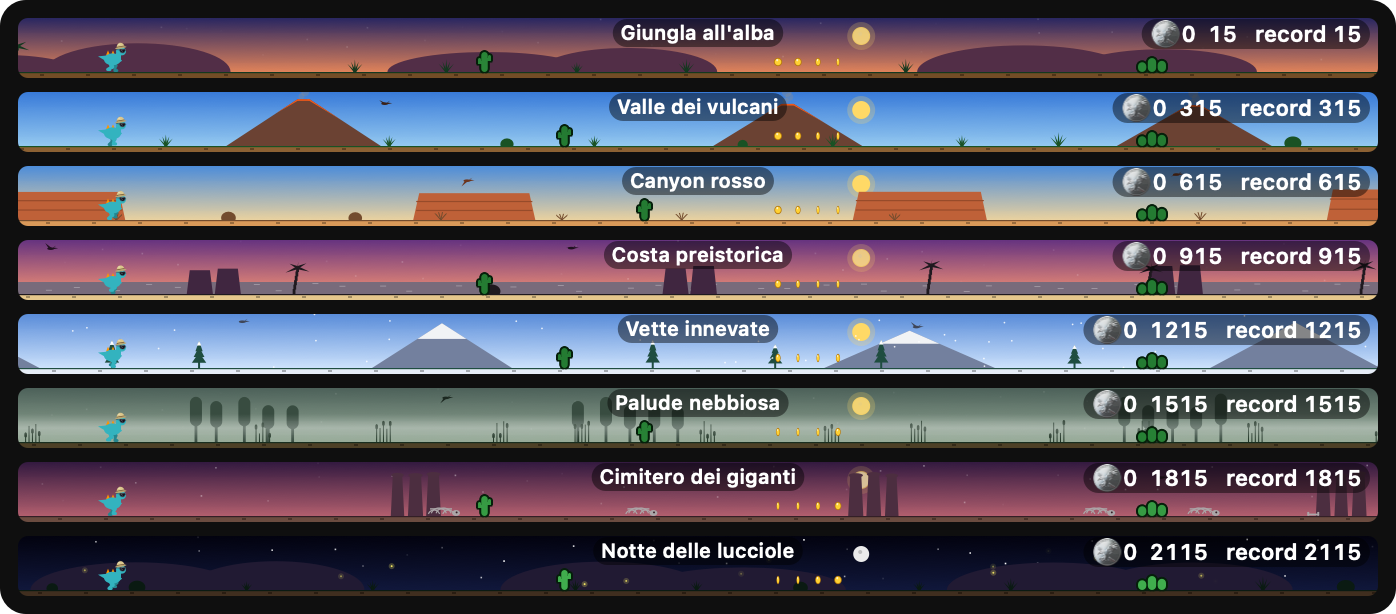 Giungla all'alba 0 15 record 15
Valle dei vulcani 0 315 record 315
Canyon rosso 0 615 record 615
Costa preistorica 0 915 record 915
Vette innevate 0 1215 record 1215
Palude nebbiosa 0 1515 record 1515
Cimitero dei giganti 0 1815 record 1815
Notte delle lucciole 0 2115 record 2115